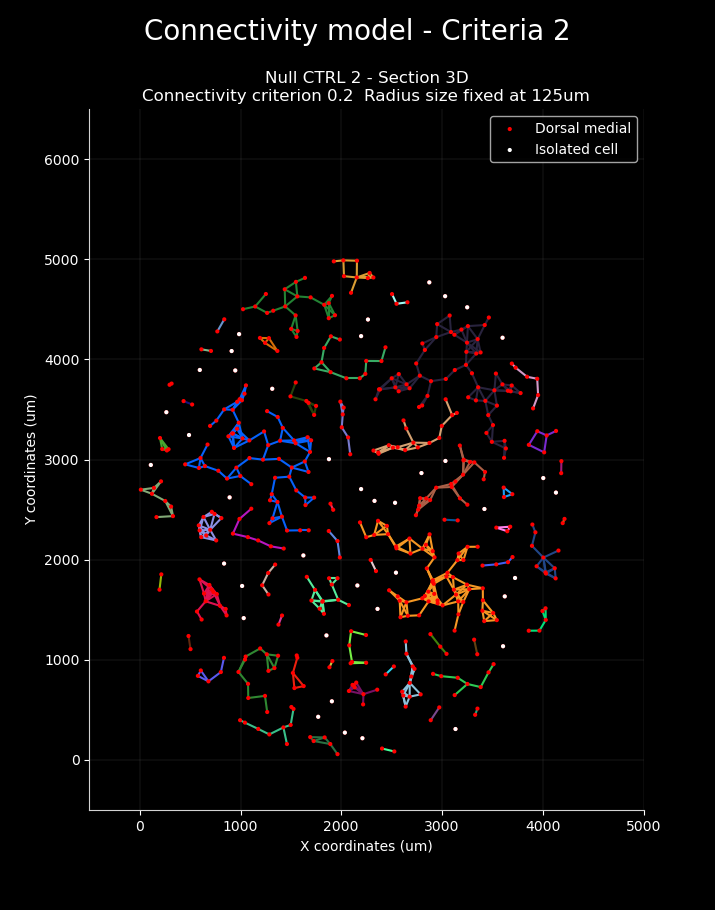 Connectivity model - Criteria 2
Null CTRL 2 - Section 3D
Connectivity criterion 0.2  Radius size fixed at 125um
Dorsal medial
Isolated cell
6000
5000
4000
3000
2000
1000
0
Y coordinates (um)
0 1000 2000 3000 4000 5000
X coordinates (um)